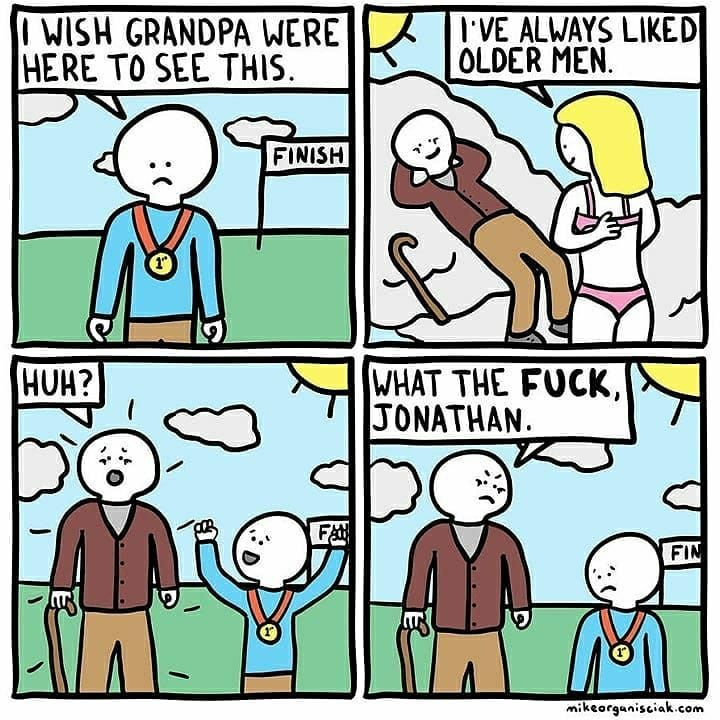 I WISH GRANDPA WERE
HERE TO SEE THIS.
FINISH
1st
I'VE ALWAYS LIKED
OLDER MEN.
HUH?
1st
WHAT THE FUCK,
JONATHAN.
FIN
1st
mikeorganisciak.com